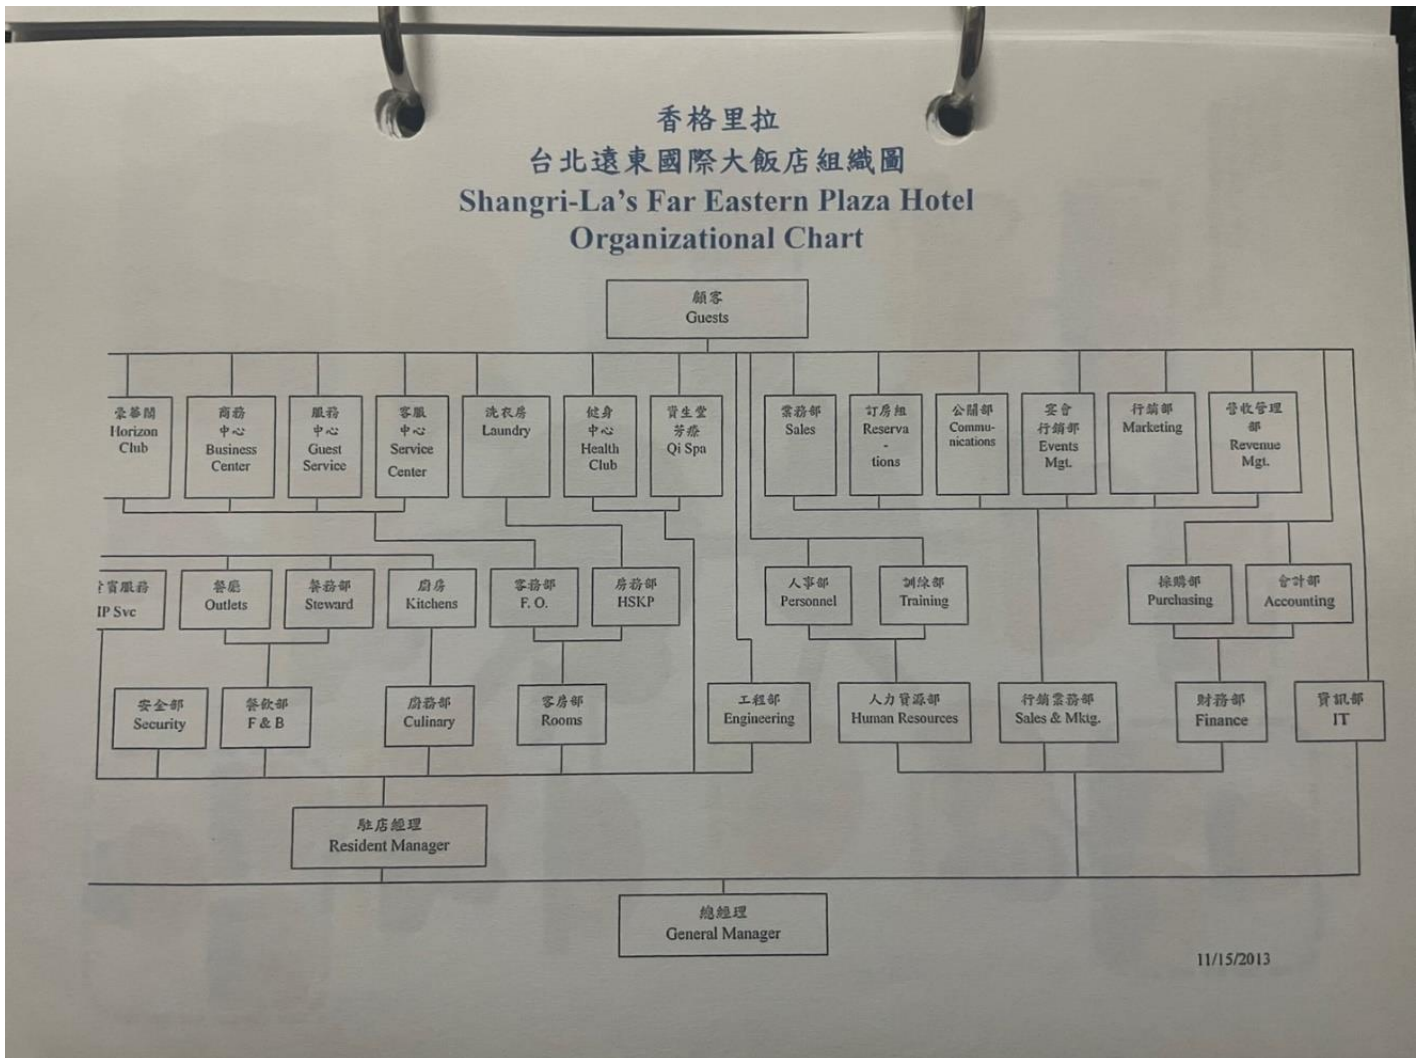 香格里拉
台北遠東國際大飯店組織圖
Shangri-La's Far Eastern Plaza Hotel
Organizational Chart
顧客
Guests
豪華閣
Horizon
Club
商務
中心
Business
Center
服務
中心
Guest
Service
客服
中心
Service
Center
洗衣房
Laundry
健身
中心
Health
Club
資生堂
芳療
Qi Spa
業務部
Sales
訂房組
Reserva
-
tions
公關部
Commu-
nications
宴會
行銷部
Events
Mgt.
行銷部
Marketing
營收管理
部
Revenue
Mgt.
賓服務
IP Svc
餐廳
Outlets
餐務部
Steward
廚房
Kitchens
客務部
F. O.
房務部
HSKP
人事部
Personnel
訓練部
Training
採購部
Purchasing
會計部
Accounting
安全部
Security
餐飲部
F & B
廚務部
Culinary
客房部
Rooms
工程部
Engineering
人力資源部
Human Resources
行銷業務部
Sales & Mktg.
財務部
Finance
資訊部
IT
駐店經理
Resident Manager
總經理
General Manager
11/15/2013